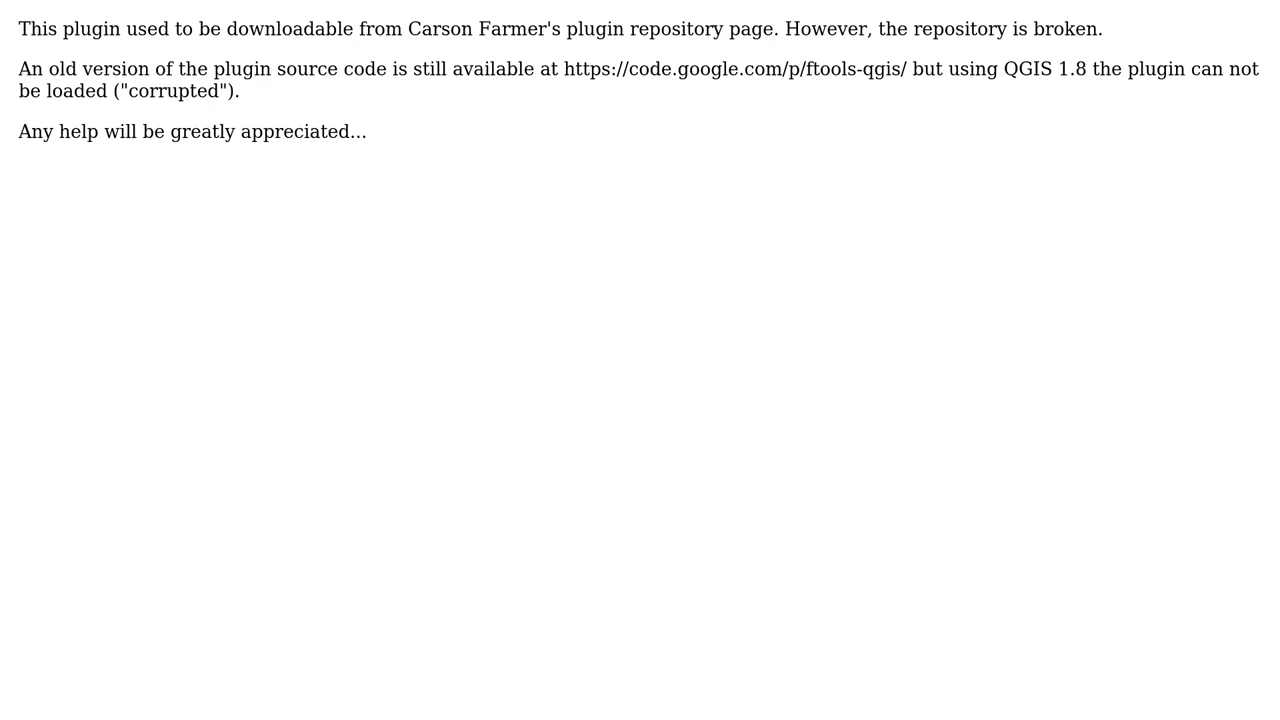 This plugin used to be downloadable from Carson Farmer's plugin repository page. However, the repository is broken.
An old version of the plugin source code is still available at https://code.google.com/p/ftools-qgis/ but using QGIS 1.8 the plugin can not
be loaded ("corrupted").
Any help will be greatly appreciated...